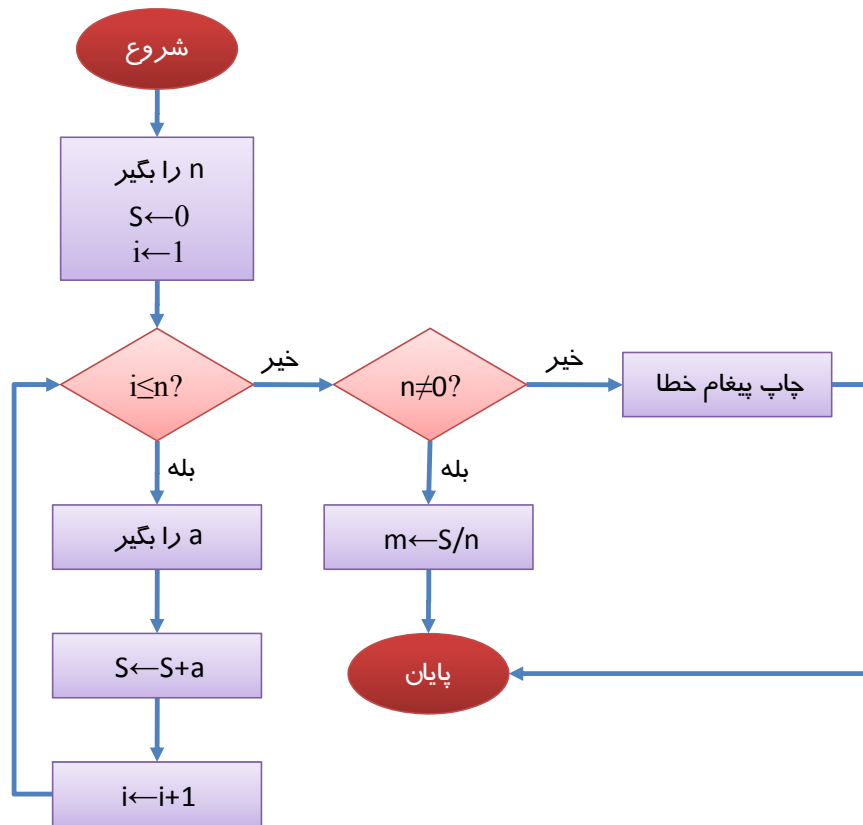 شروع
n را بگیر
S←0
i←1
i≤n?
خیر
n≠0?
خیر
چاپ پیغام خطا
بله
بله
a را بگیر
m←S/n
S←S+a
پایان
i←i+1